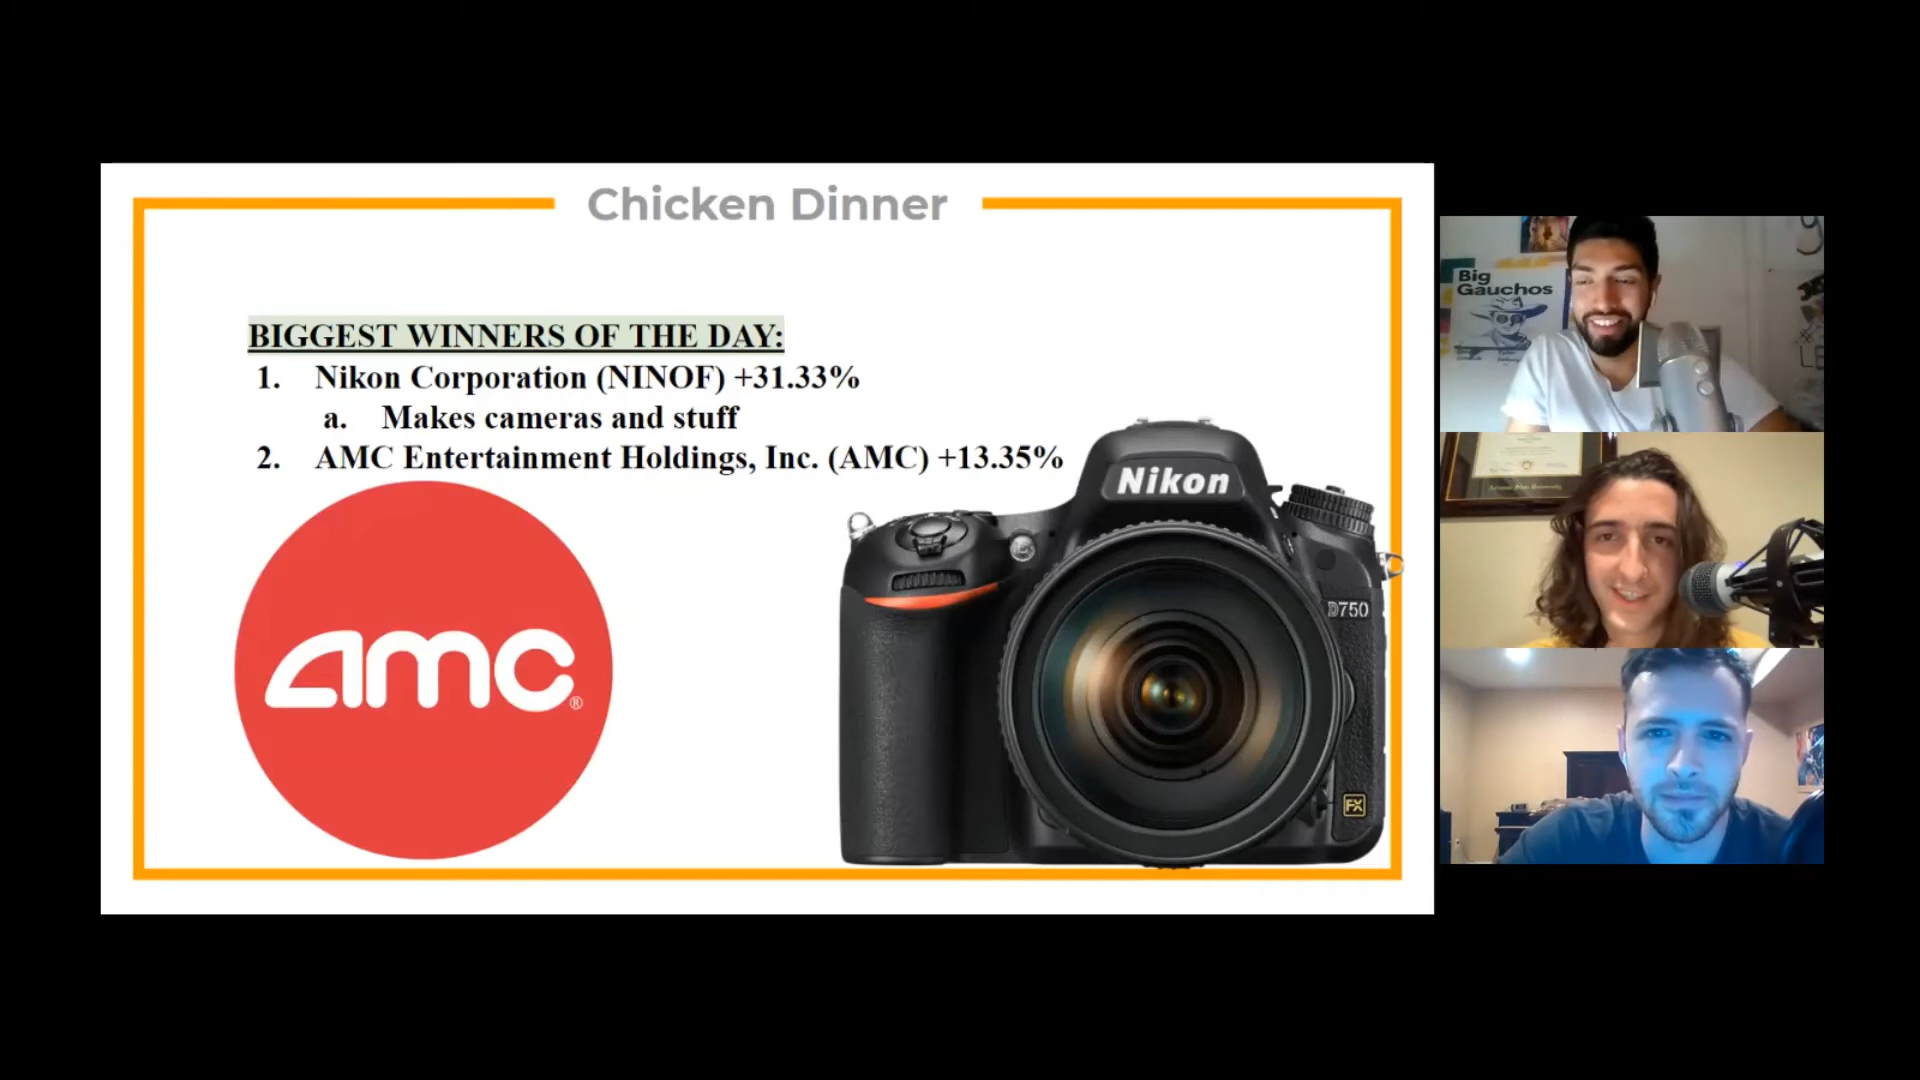 Chicken Dinner
BIGGEST WINNERS OF THE DAY:
1. Nikon Corporation (NINOF) +31.33%
a. Makes cameras and stuff
2. AMC Entertainment Holdings, Inc. (AMC) +13.35%
Nikon
D750
amc®
FX
Big
Gauchos